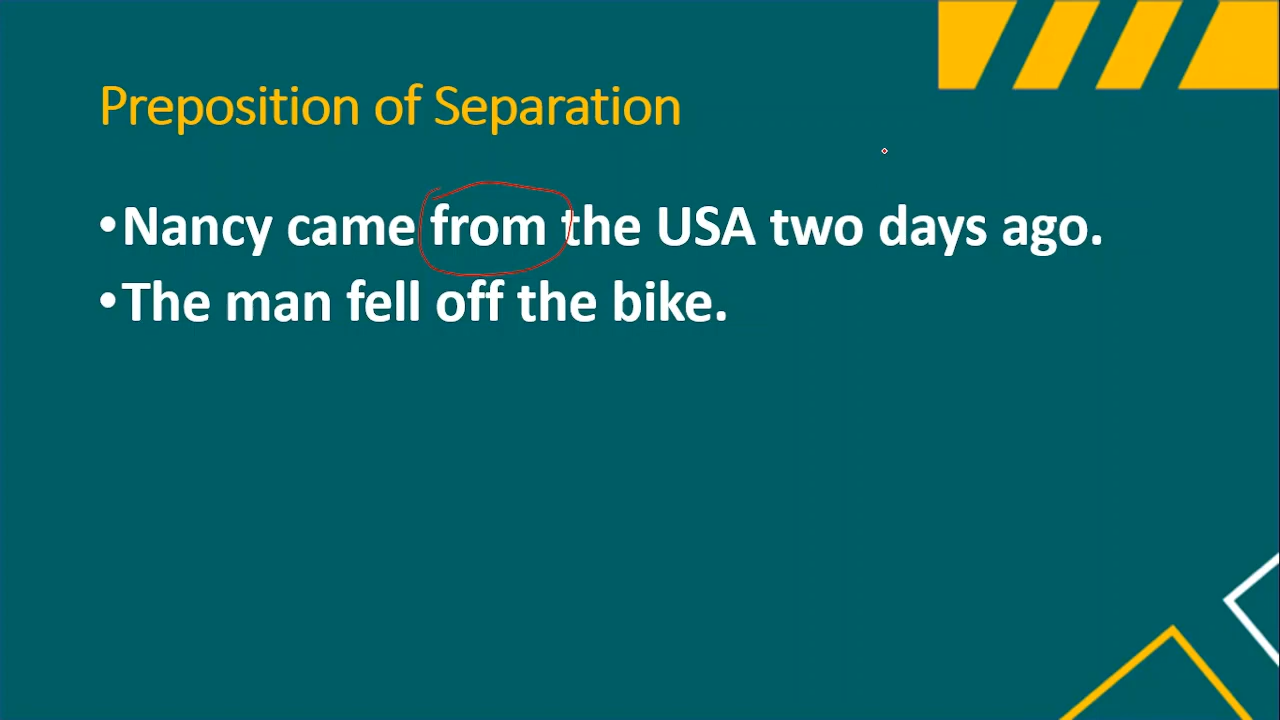 Preposition of Separation
•Nancy came from the USA two days ago.
•The man fell off the bike.